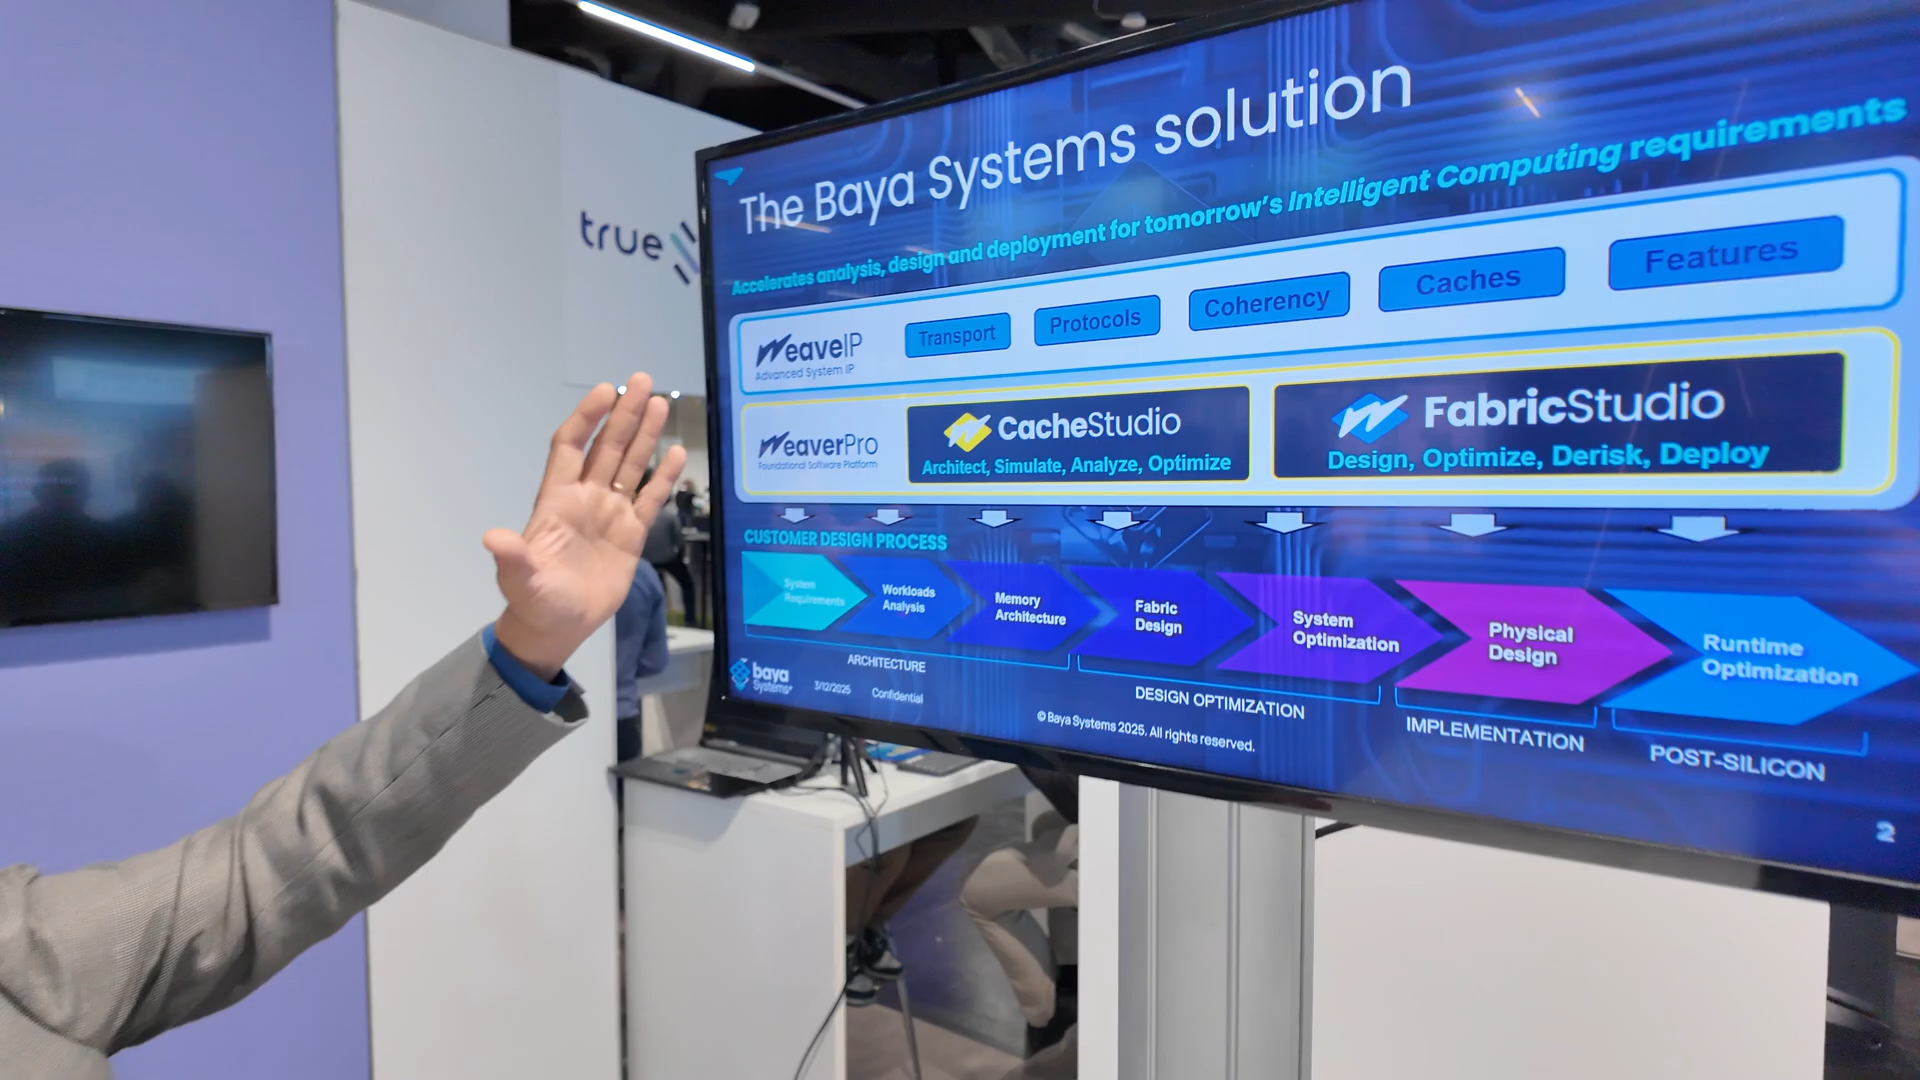 The Baya Systems solution
Accelerates analysis, design and deployment for tomorrow's Intelligent Computing requirements
true
WeaveIP
Advanced System IP
Transport
Protocols
Coherency
Caches
Features
WeaverPro
Foundational Software Platform
CacheStudio
Architect, Simulate, Analyze, Optimize
FabricStudio
Design, Optimize, Derisk, Deploy
CUSTOMER DESIGN PROCESS
System
Requirements
Workloads
Analysis
Memory
Architecture
Fabric
Design
System
Optimization
Physical
Design
Runtime
Optimization
ARCHITECTURE
DESIGN OPTIMIZATION
IMPLEMENTATION
POST-SILICON
baya
Systems
3/12/2025
Confidential
© Baya Systems 2025. All rights reserved.
2